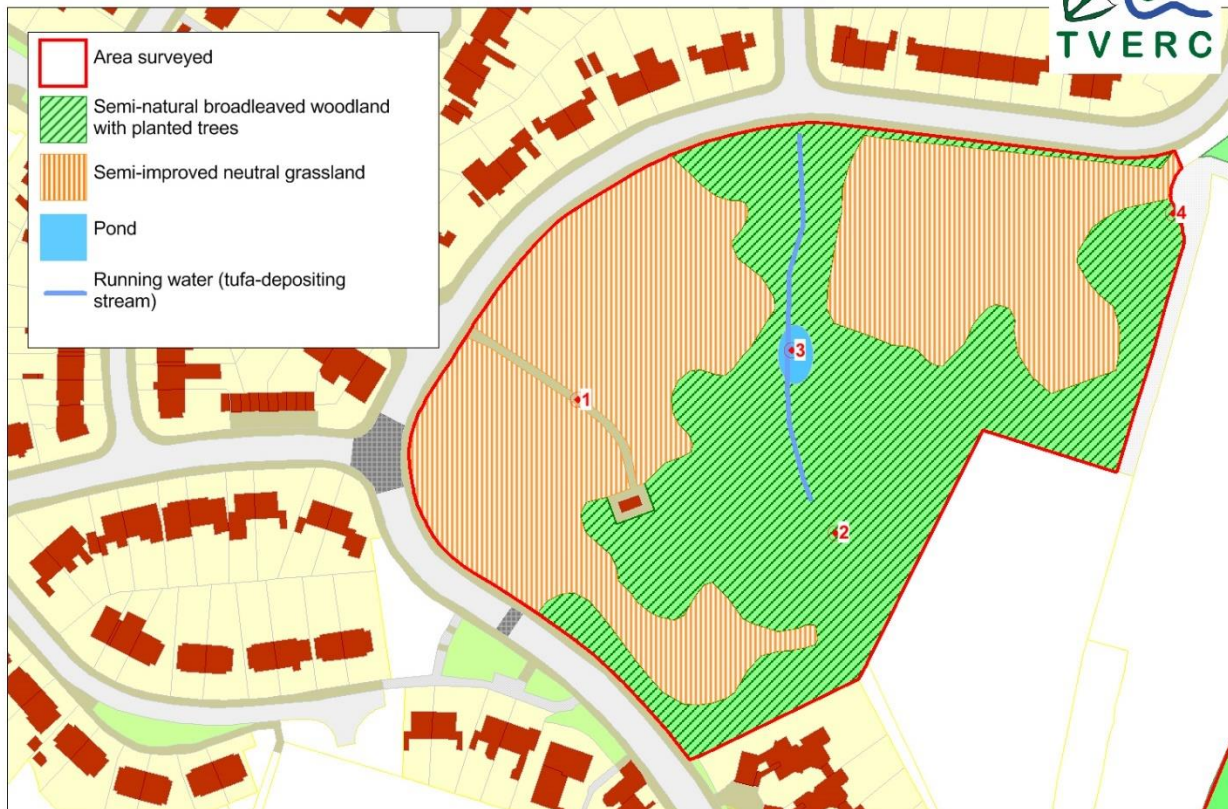 TVERC
Area surveyed
Semi-natural broadleaved woodland
with planted trees
Semi-improved neutral grassland
Pond
Running water (tufa-depositing
stream)
4
3
1
2